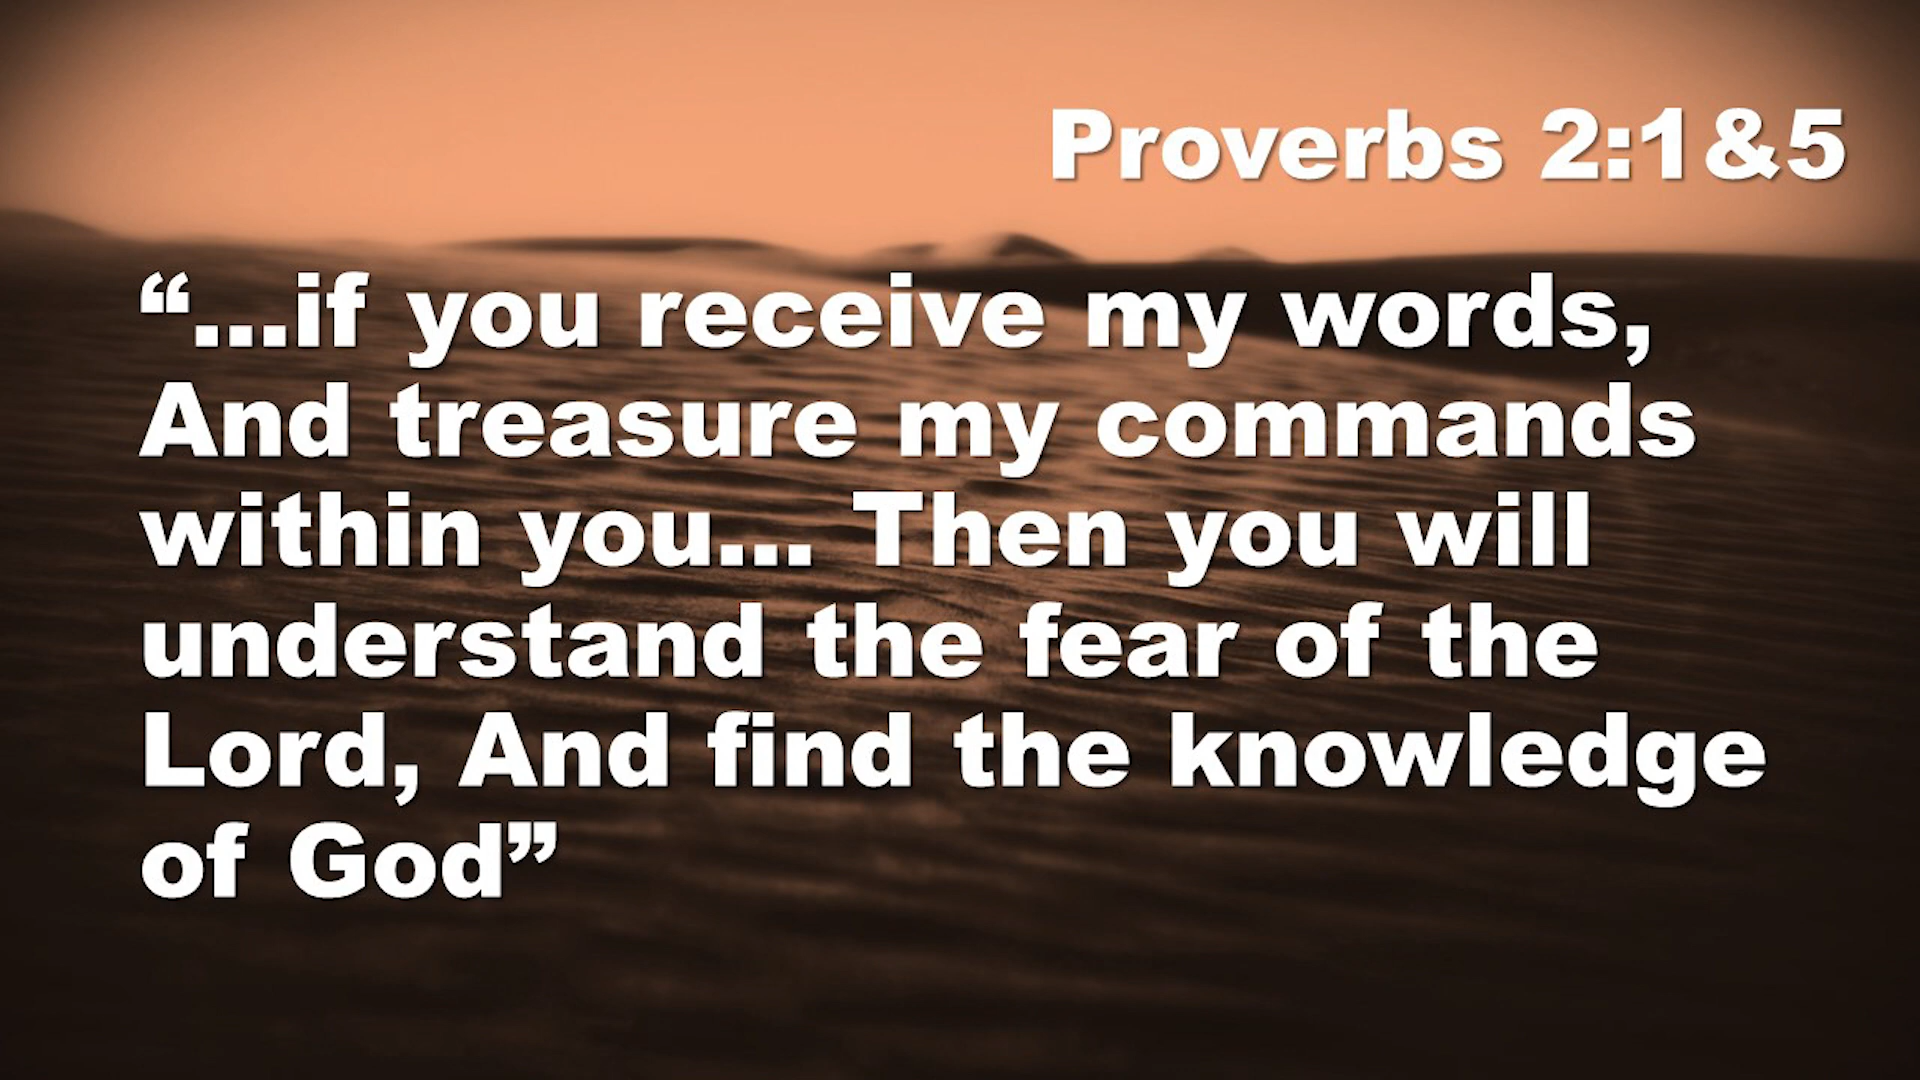 Proverbs 2:1&5
“...if you receive my words,
And treasure my commands
within you... Then you will
understand the fear of the
Lord, And find the knowledge
of God”